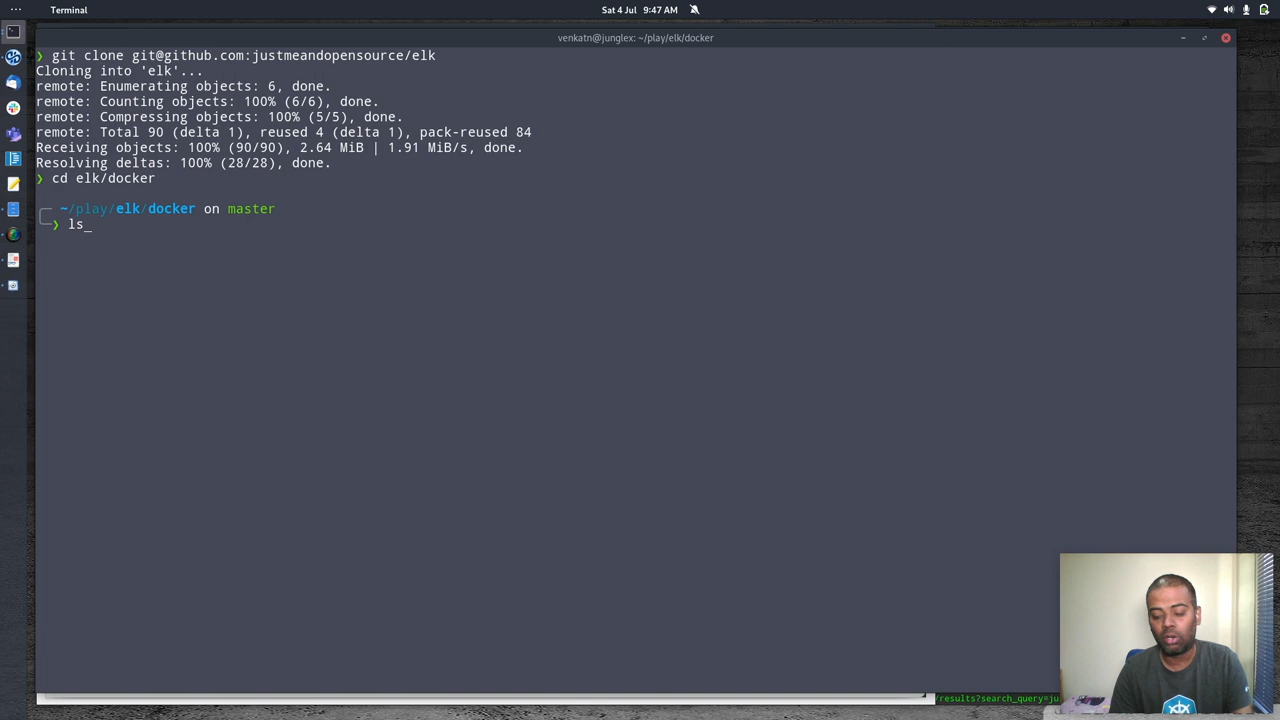 Terminal
Sat 4 Jul 9:47 AM
venkatn@junglex: ~/play/elk/docker
❯ git clone git@github.com:justmeandopensource/elk
Cloning into 'elk'...
remote: Enumerating objects: 6, done.
remote: Counting objects: 100% (6/6), done.
remote: Compressing objects: 100% (5/5), done.
remote: Total 90 (delta 1), reused 4 (delta 1), pack-reused 84
Receiving objects: 100% (90/90), 2.64 MiB | 1.91 MiB/s, done.
Resolving deltas: 100% (28/28), done.
❯ cd elk/docker
~/play/elk/docker on master
❯ ls_
/results?search_query=ju